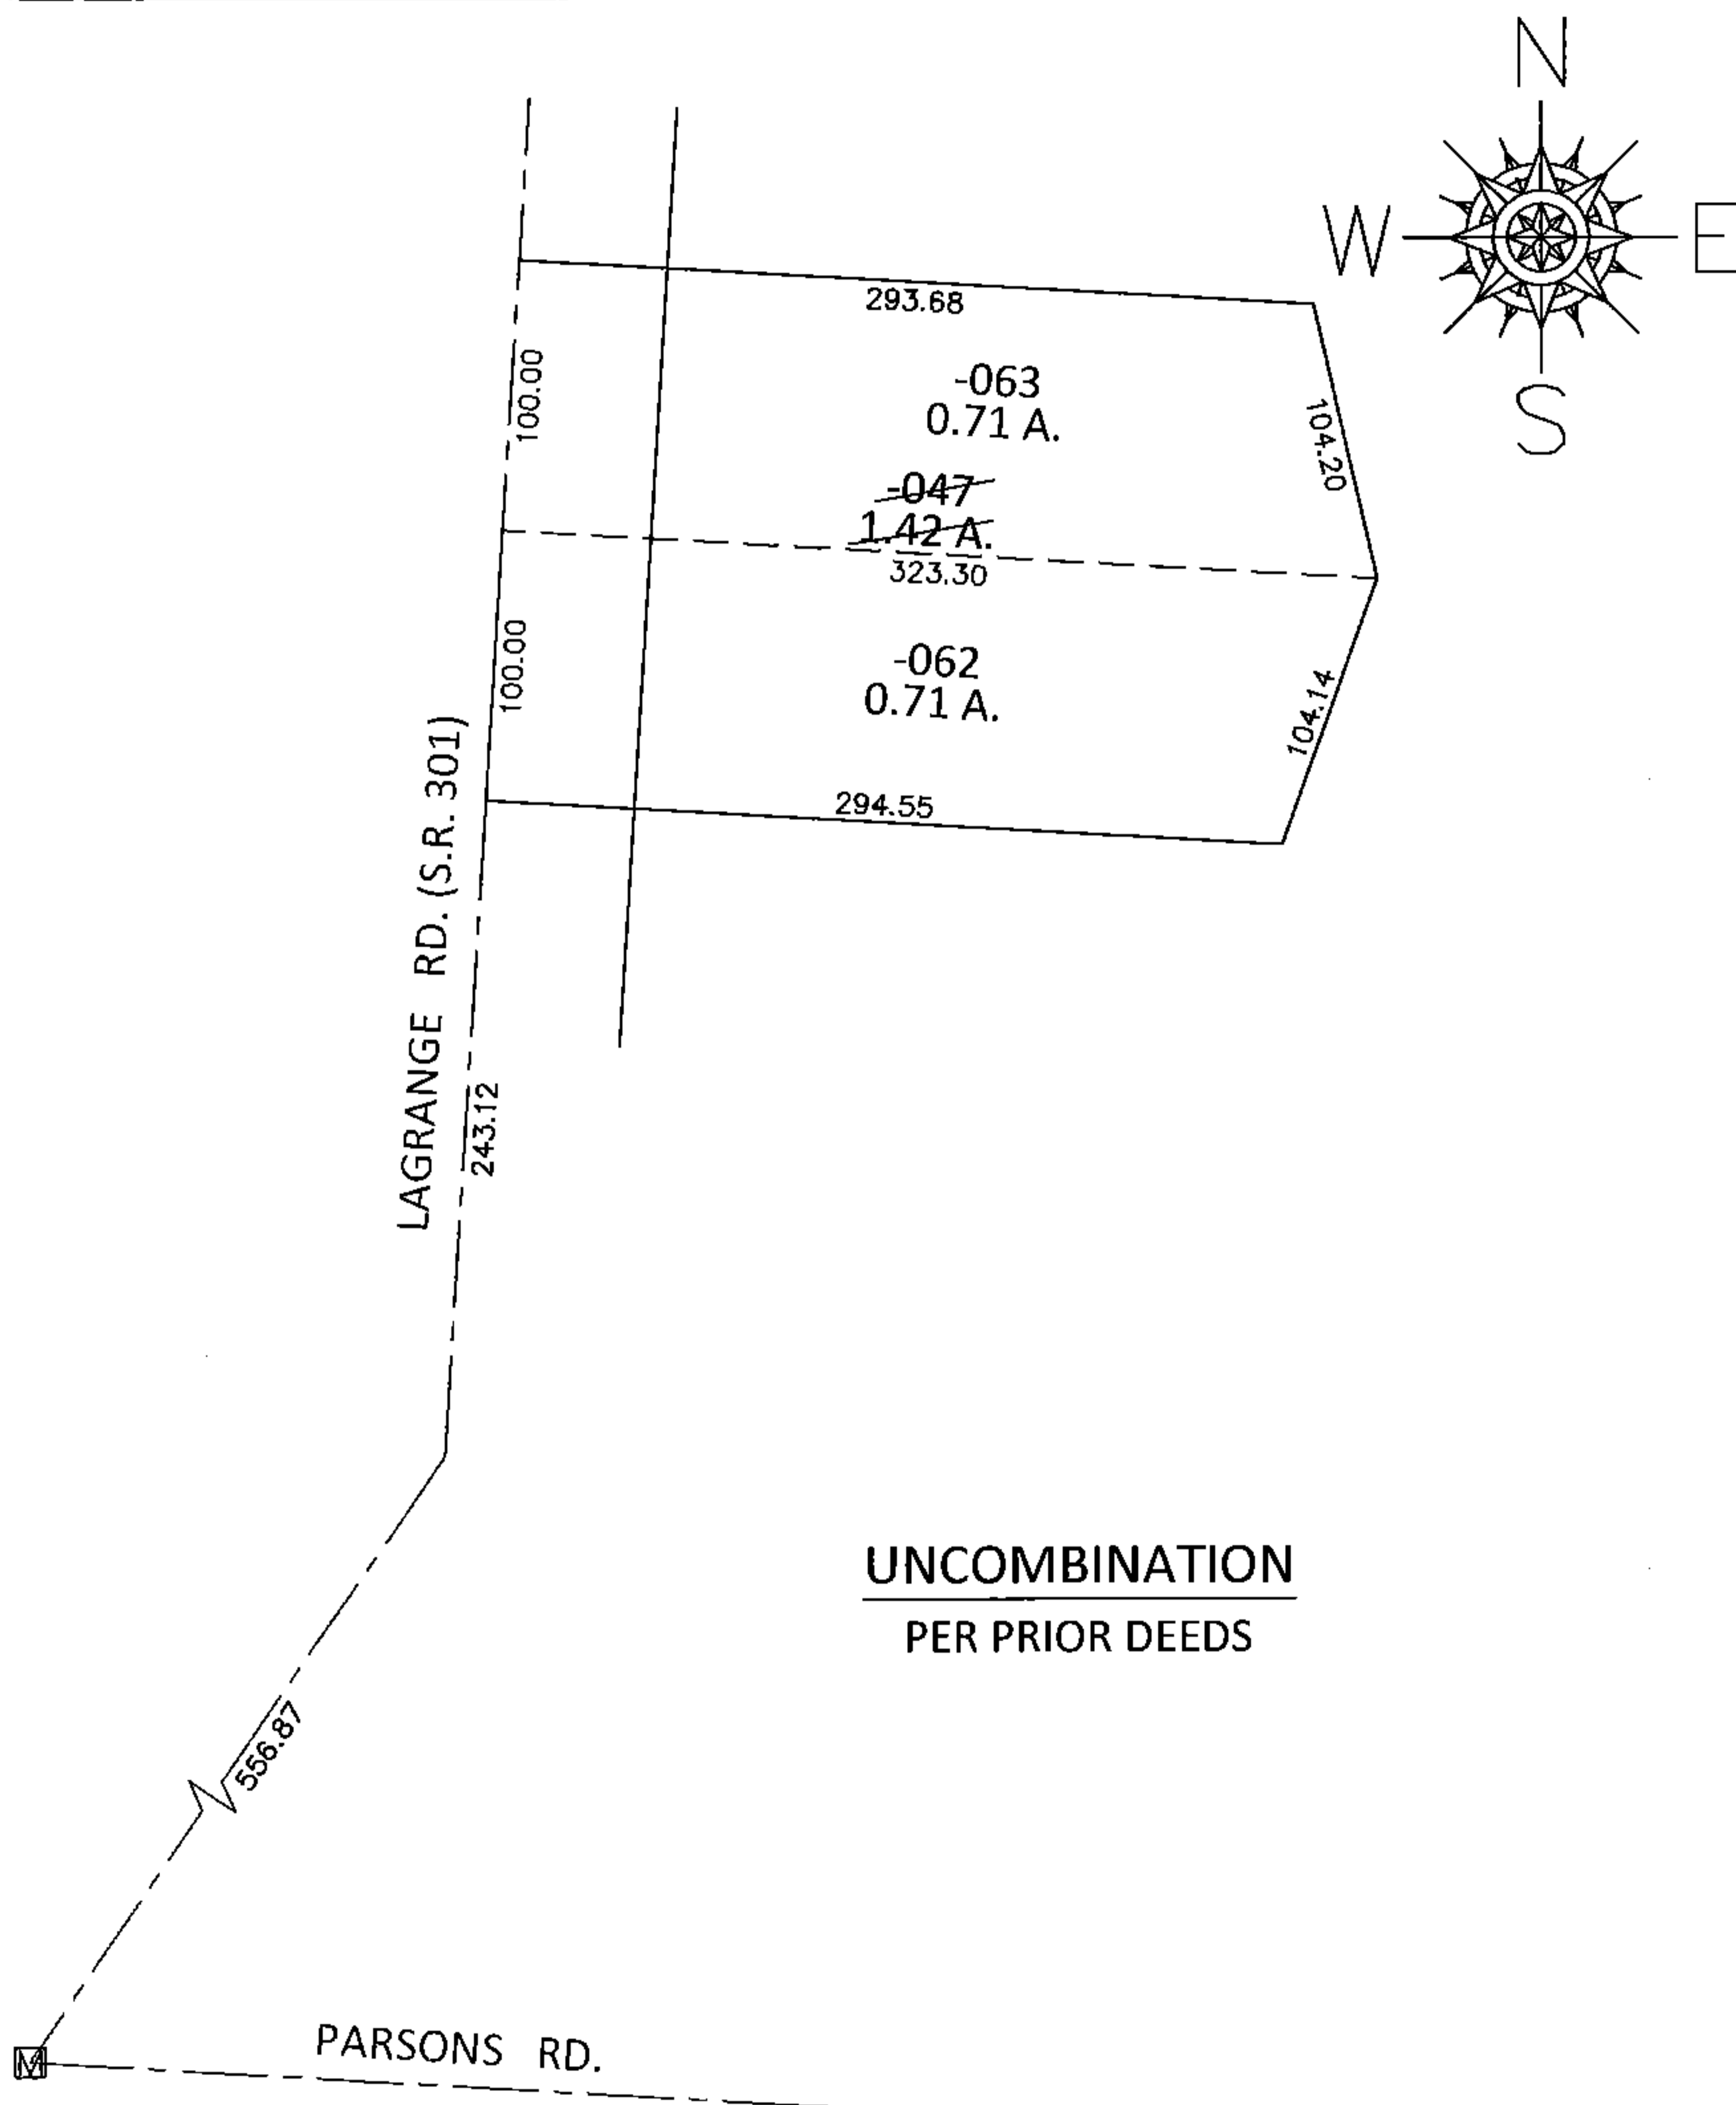 N
W
E
S
293.68
100.00
-063
0.71 A.
104.20
-047
1.42 A.
323.30
100.00
-062
0.71 A.
104.14
294.55
LAGRANGE RD. (S.R. 301)
243.12
UNCOMBINATION
PER PRIOR DEEDS
556.87
M
PARSONS RD.